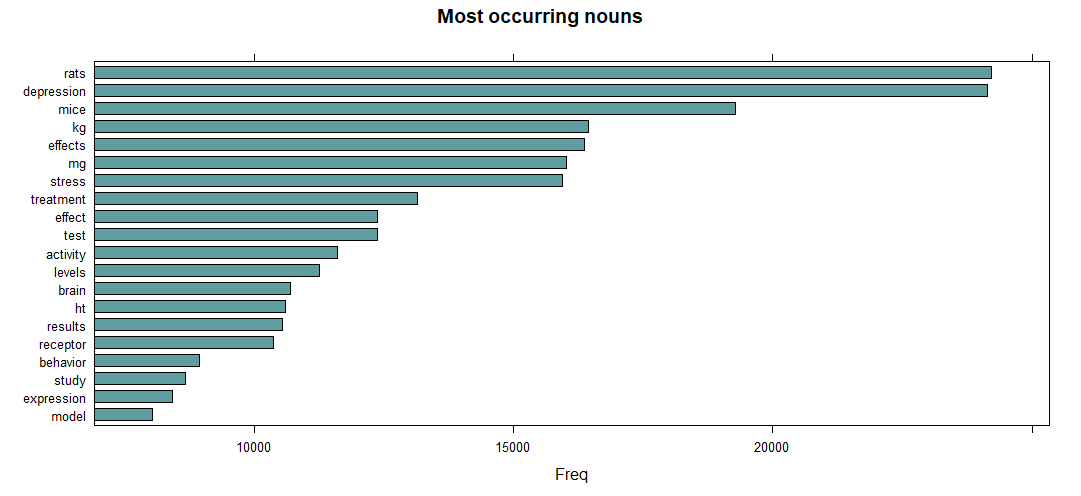 Most occurring nouns
rats
depression
mice
kg
effects
mg
stress
treatment
effect
test
activity
levels
brain
ht
results
receptor
behavior
study
expression
model
10000 15000 20000
Freq